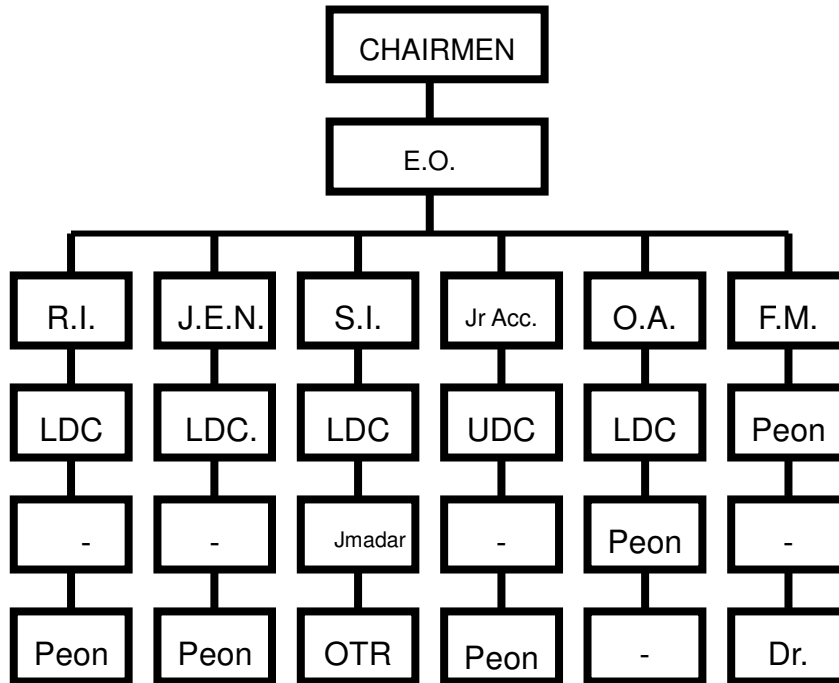 CHAIRMEN
E.O.
R.I. J.E.N. S.I. Jr Acc. O.A. F.M.
LDC LDC. LDC UDC LDC Peon
- - Jmadar - Peon -
Peon Peon OTR Peon - Dr.